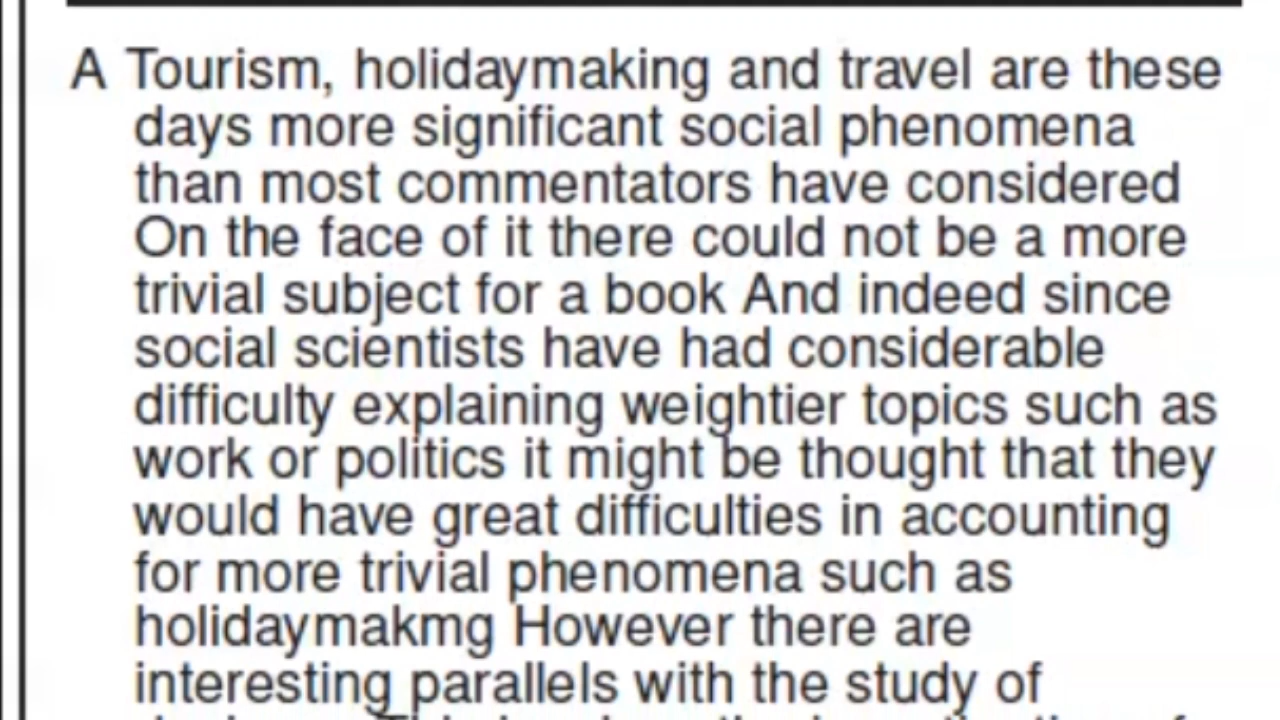 A Tourism, holidaymaking and travel are these
days more significant social phenomena
than most commentators have considered
On the face of it there could not be a more
trivial subject for a book And indeed since
social scientists have had considerable
difficulty explaining weightier topics such as
work or politics it might be thought that they
would have great difficulties in accounting
for more trivial phenomena such as
holidaymakmg However there are
interesting parallels with the study of